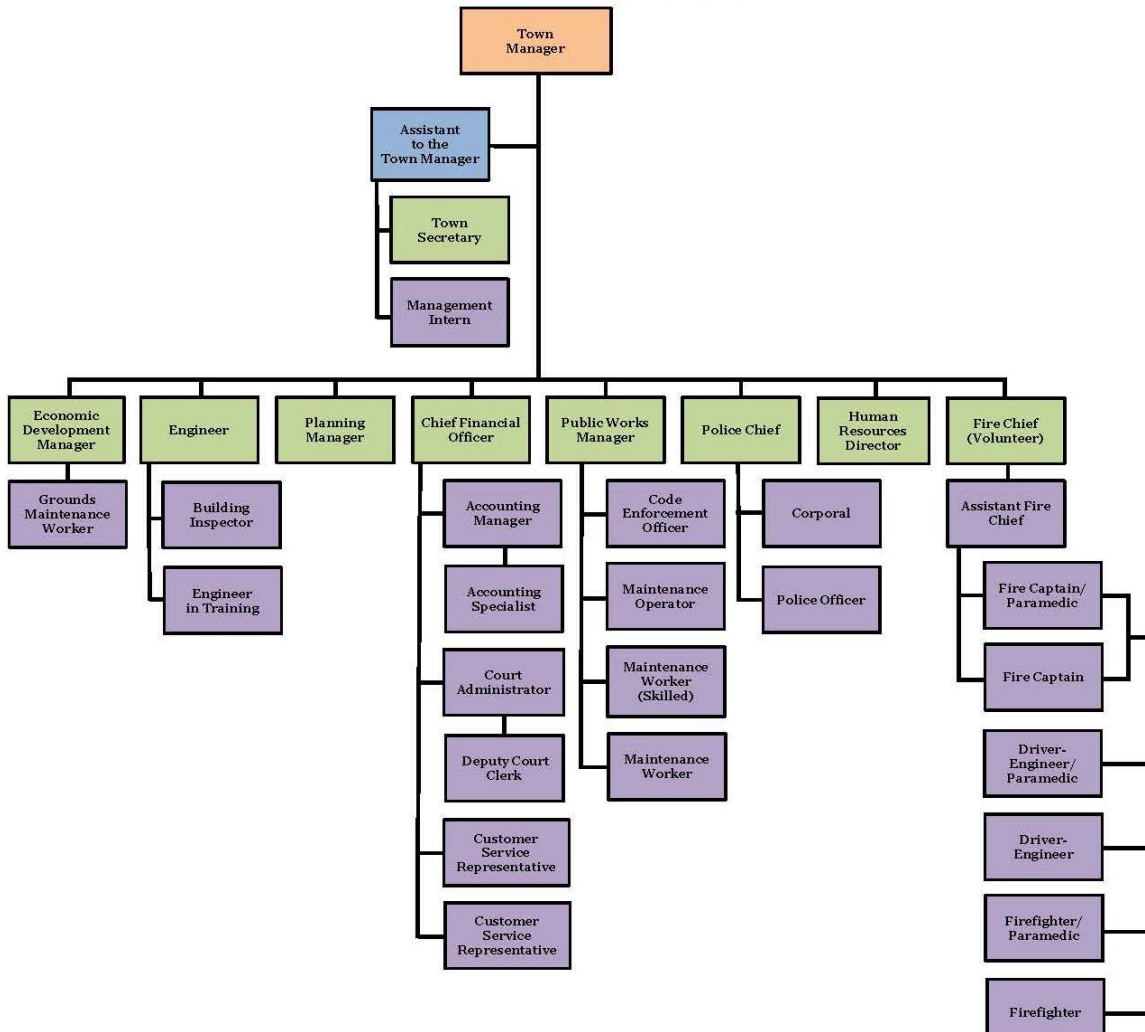 Town
Manager
Assistant
to the
Town Manager
Town
Secretary
Management
Intern
Economic
Development
Manager
Engineer
Planning
Manager
Chief Financial
Officer
Public Works
Manager
Police Chief
Human
Resources
Director
Fire Chief
(Volunteer)
Grounds
Maintenance
Worker
Building
Inspector
Engineer
in Training
Accounting
Manager
Accounting
Specialist
Court
Administrator
Deputy Court
Clerk
Customer
Service
Representative
Customer
Service
Representative
Code
Enforcement
Officer
Maintenance
Operator
Maintenance
Worker
(Skilled)
Maintenance
Worker
Corporal
Police Officer
Assistant Fire
Chief
Fire Captain/
Paramedic
Fire Captain
Driver-
Engineer/
Paramedic
Driver-
Engineer
Firefighter/
Paramedic
Firefighter